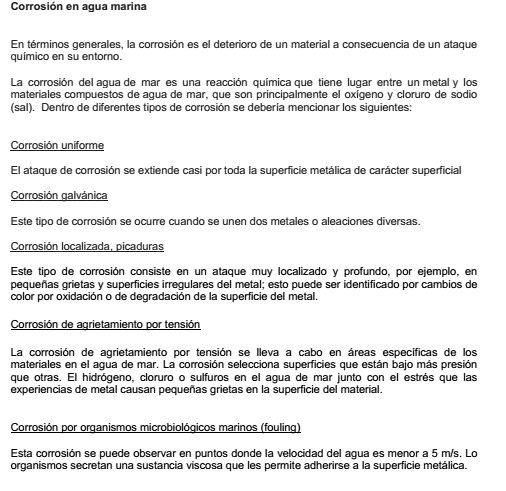 Corrosión en agua marina
En términos generales, la corrosión es el deterioro de un material a consecuencia de un ataque
químico en su entorno.
La corrosión del agua de mar es una reacción química que tiene lugar entre un metal y los
materiales compuestos de agua de mar, que son principalmente el oxígeno y cloruro de sodio
(sal). Dentro de diferentes tipos de corrosión se debería mencionar los siguientes:
Corrosión uniforme
El ataque de corrosión se extiende casi por toda la superficie metálica de carácter superficial
Corrosión galvánica
Este tipo de corrosión se ocurre cuando se unen dos metales o aleaciones diversas.
Corrosión localizada, picaduras
Este tipo de corrosión consiste en un ataque muy localizado y profundo, por ejemplo, en
pequeñas grietas y superficies irregulares del metal; esto puede ser identificado por cambios de
color por oxidación o de degradación de la superficie del metal.
Corrosión de agrietamiento por tensión
La corrosión de agrietamiento por tensión se lleva a cabo en áreas específicas de los
materiales en el agua de mar. La corrosión selecciona superficies que están bajo más presión
que otras. El hidrógeno, cloruro o sulfuros en el agua de mar junto con el estrés que las
experiencias de metal causan pequeñas grietas en la superficie del material.
Corrosión por organismos microbiológicos marinos (fouling)
Esta corrosión se puede observar en puntos donde la velocidad del agua es menor a 5 m/s. Lo
organismos secretan una sustancia viscosa que les permite adherirse a la superficie metálica.